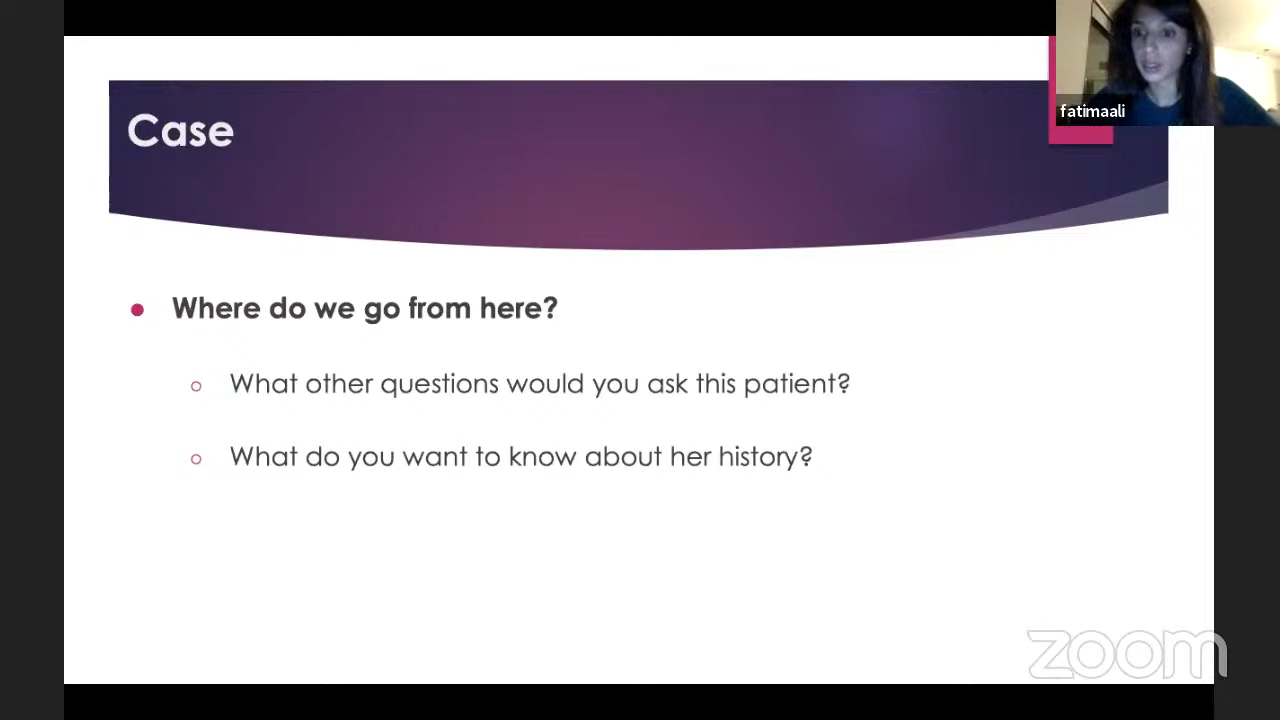 Case
fatimaali
Where do we go from here?
What other questions would you ask this patient?
What do you want to know about her history?
zoom